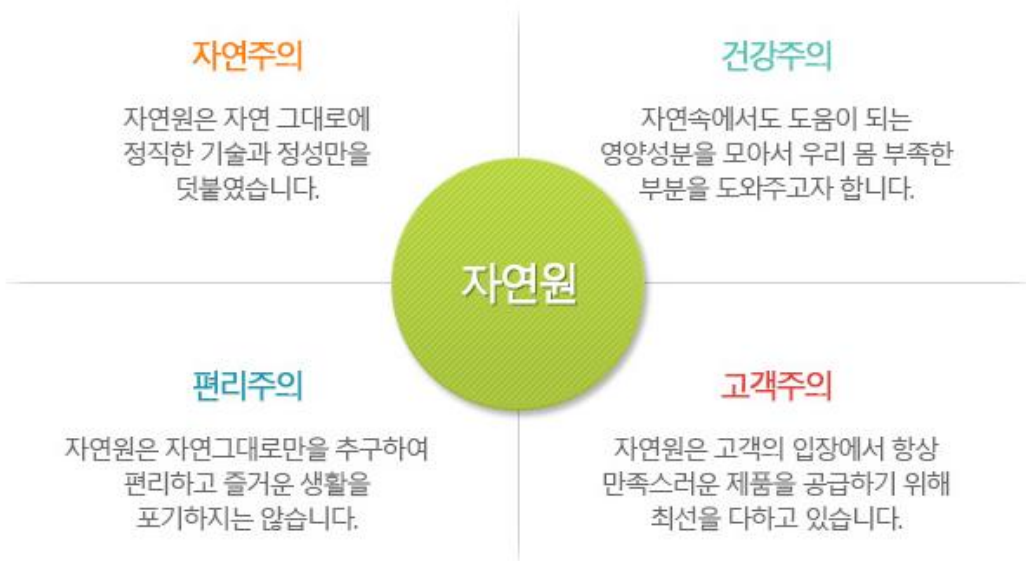 자연주의
자연원은 자연 그대로에
정직한 기술과 정성만을
덧붙였습니다.
건강주의
자연속에서도 도움이 되는
영양성분을 모아서 우리 몸 부족한
부분을 도와주고자 합니다.
자연원
편리주의
자연원은 자연그대로만을 추구하여
편리하고 즐거운 생활을
포기하지는 않습니다.
고객주의
자연원은 고객의 입장에서 항상
만족스러운 제품을 공급하기 위해
최선을 다하고 있습니다.